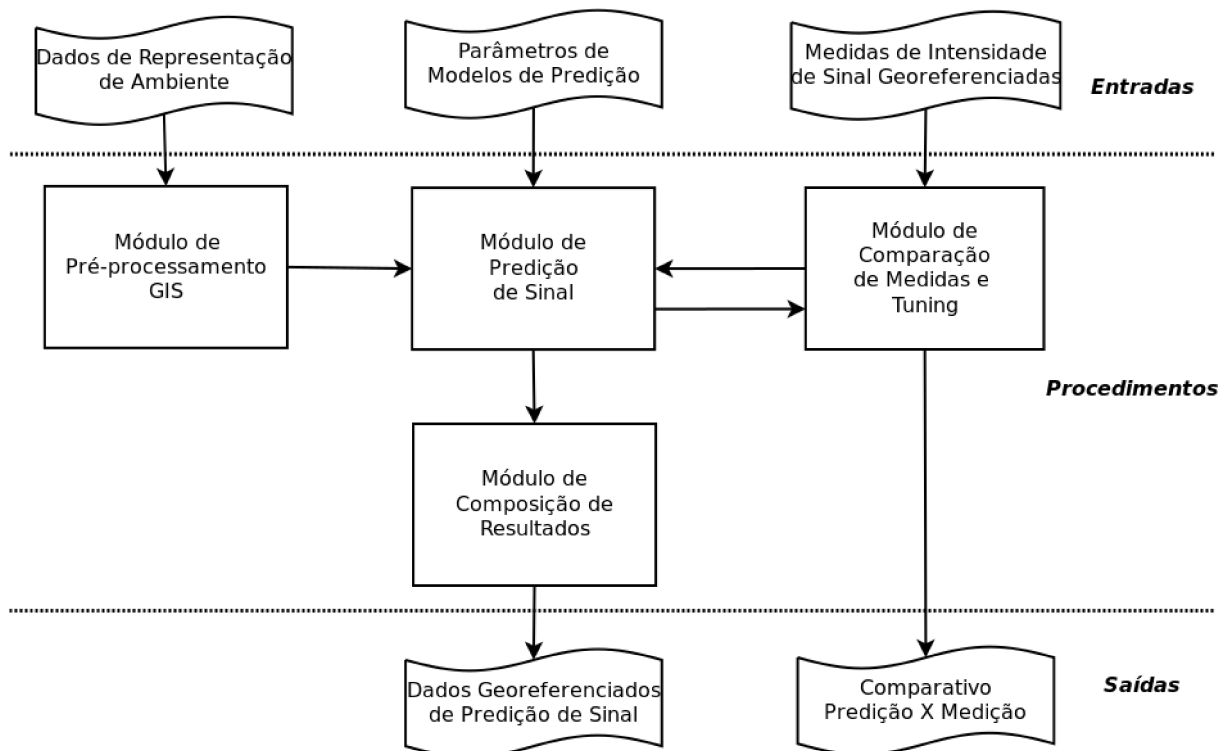 Dados de Representação
de Ambiente
Parâmetros de
Modelos de Predição
Medidas de Intensidade
de Sinal Georeferenciadas
Entradas
Módulo de
Pré-processamento
GIS
Módulo de
Predição
de Sinal
Módulo de
Comparação
de Medidas e
Tuning
Procedimentos
Módulo de
Composição de
Resultados
Dados Georeferenciados
de Predição de Sinal
Comparativo
Predição X Medição
Saídas